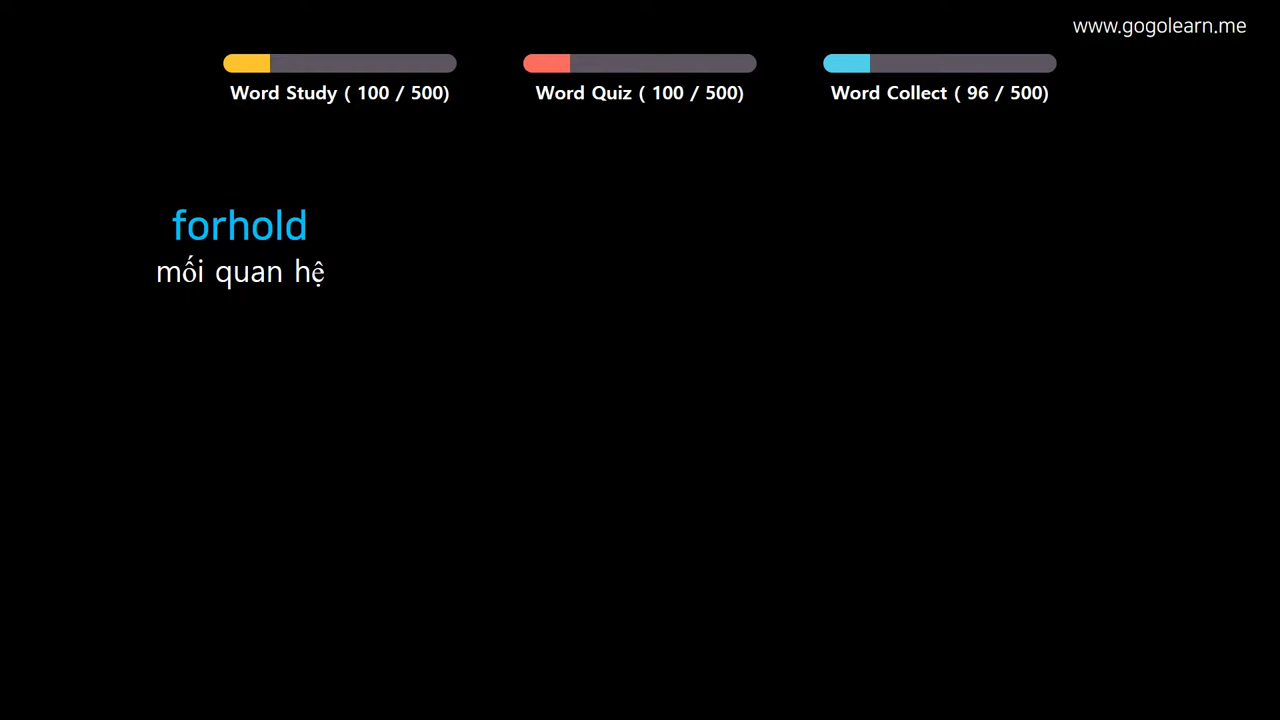 www.gogolearn.me
Word Study ( 100 / 500)
Word Quiz ( 100 / 500)
Word Collect ( 96 / 500)
forhold
mối quan hệ